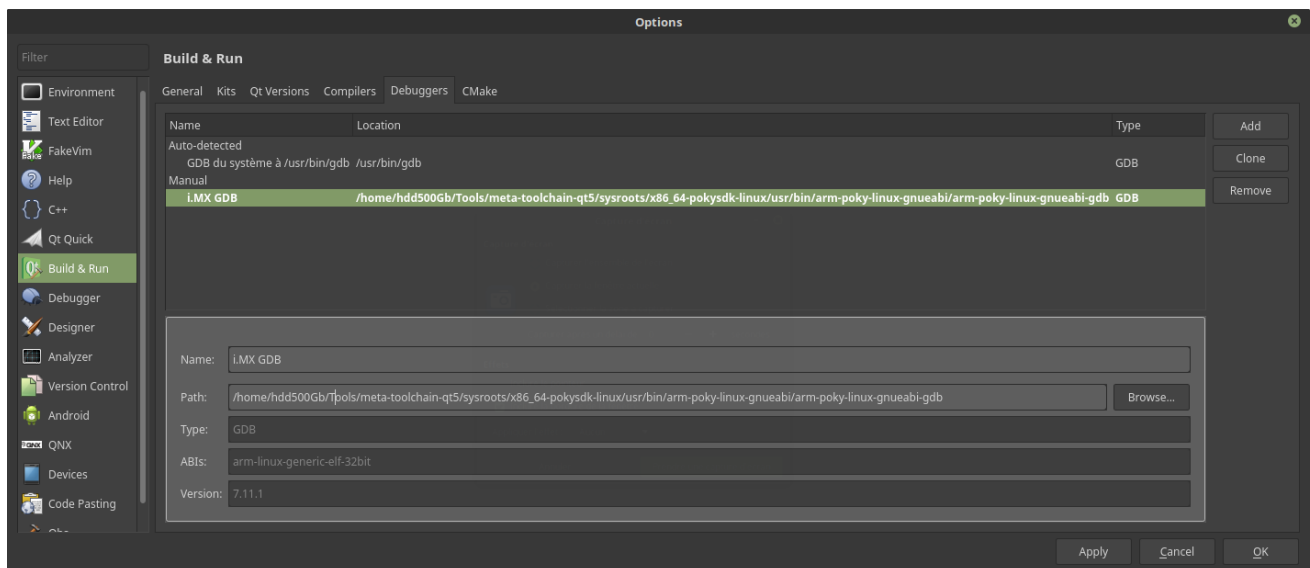 Options
Filter
Build & Run
General Kits Qt Versions Compilers Debuggers CMake
Environment
Text Editor
FakeVim
Help
C++
Qt Quick
Build & Run
Debugger
Designer
Analyzer
Version Control
Android
QNX
Devices
Code Pasting
Name Location Type
Auto-detected
GDB du système à /usr/bin/gdb /usr/bin/gdb GDB
Manual
i.MX GDB /home/hdd500Gb/Tools/meta-toolchain-qt5/sysroots/x86_64-pokysdk-linux/usr/bin/arm-poky-linux-gnueabi/arm-poky-linux-gnueabi-gdb GDB
Add
Clone
Remove
Name: i.MX GDB
Path: /home/hdd500Gb/Tools/meta-toolchain-qt5/sysroots/x86_64-pokysdk-linux/usr/bin/arm-poky-linux-gnueabi/arm-poky-linux-gnueabi-gdb Browse...
Type: GDB
ABIs: arm-linux-generic-elf-32bit
Version: 7.11.1
Apply Cancel OK